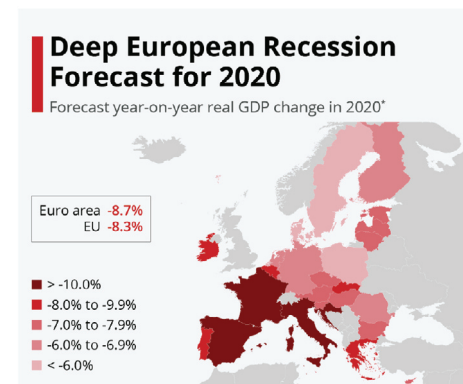 Deep European Recession
Forecast for 2020
Forecast year-on-year real GDP change in 2020*
Euro area -8.7%
EU -8.3%
> -10.0%
-8.0% to -9.9%
-7.0% to -7.9%
-6.0% to -6.9%
< -6.0%